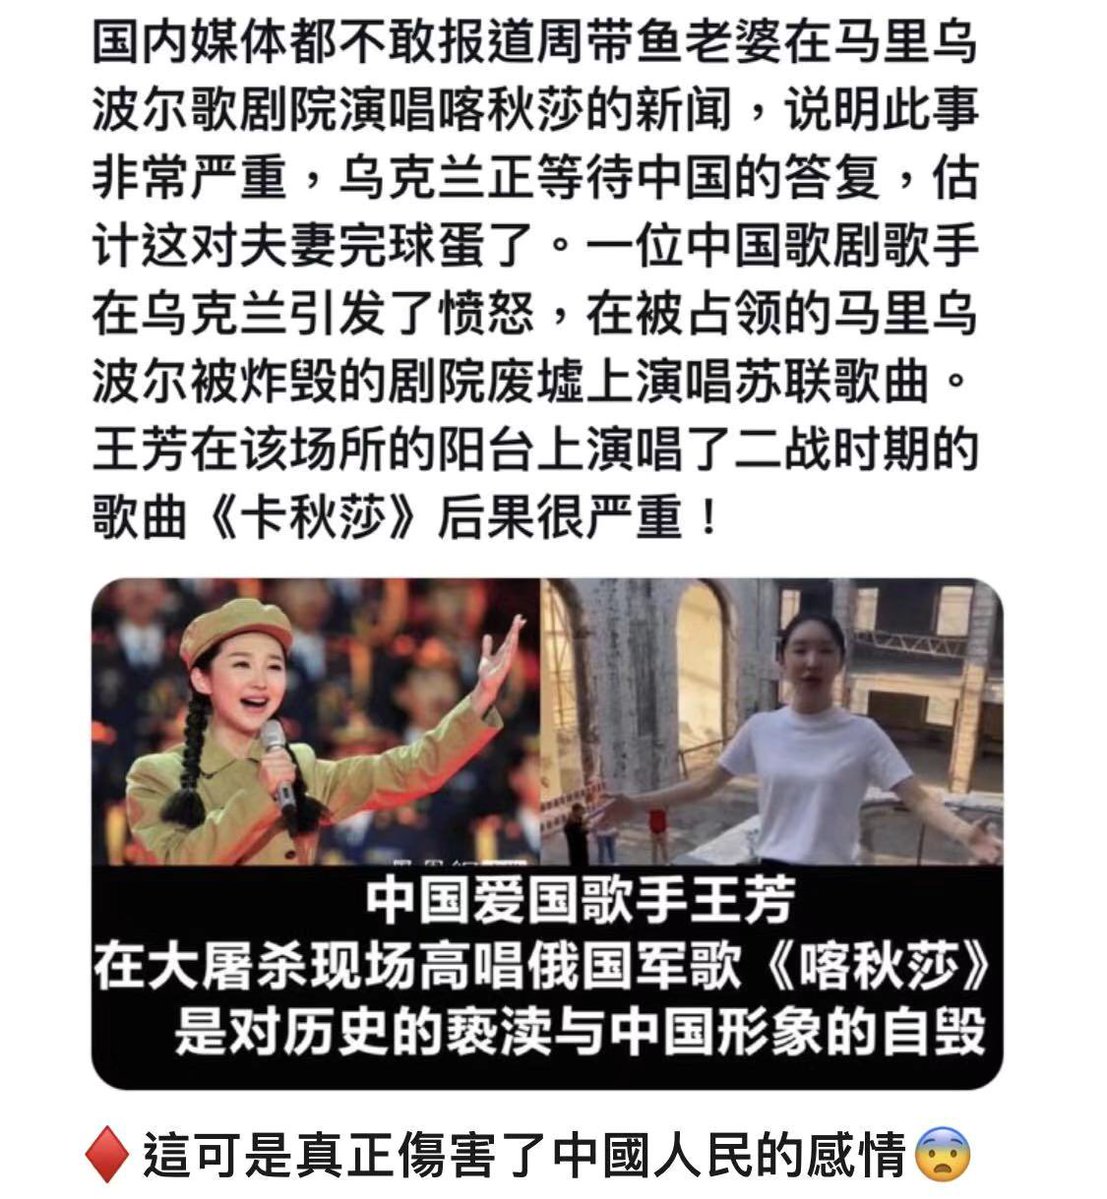 国内媒体都不敢报道周带鱼老婆在马里乌
波尔歌剧院演唱喀秋莎的新闻，说明此事
非常严重，乌克兰正等待中国的答复，估
计这对夫妻完球蛋了。一位中国歌剧歌手
在乌克兰引发了愤怒，在被占领的马里乌
波尔被炸毁的剧院废墟上演唱苏联歌曲。
王芳在该场所的阳台上演唱了二战时期的
歌曲《卡秋莎》后果很严重！
中国爱国歌手王芳
在大屠杀现场高唱俄国军歌《喀秋莎》
是对历史的亵渎与中国形象的自毁
♦️這可是真正傷害了中國人民的感情😨